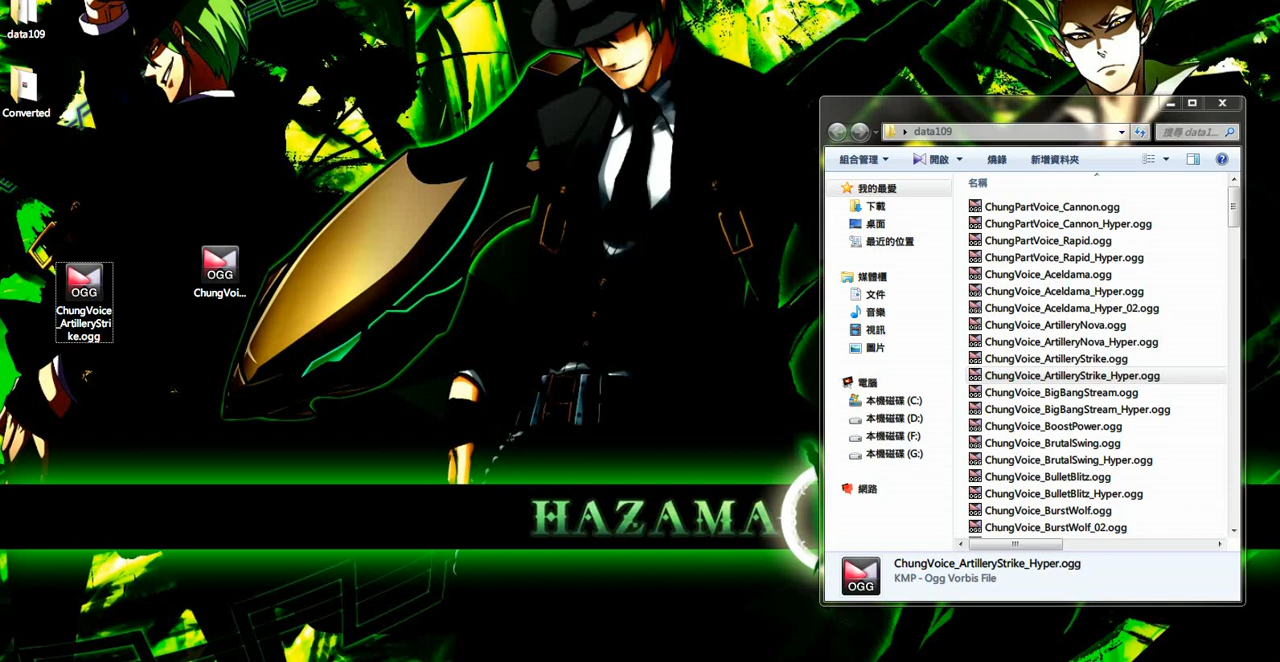 data109
Converted
OGG
ChungVoice
_ArtilleryStri
ke.ogg
OGG
ChungVoi...
HAZAMA
data109
搜尋 data1...
組合管理
開啟
燒錄
新增資料夾
我的最愛
下載
桌面
最近的位置
媒體櫃
文件
音樂
視訊
圖片
電腦
本機磁碟 (C:)
本機磁碟 (D:)
本機磁碟 (F:)
本機磁碟 (G:)
網路
名稱
ChungPartVoice_Cannon.ogg
ChungPartVoice_Cannon_Hyper.ogg
ChungPartVoice_Rapid.ogg
ChungPartVoice_Rapid_Hyper.ogg
ChungVoice_Aceldama.ogg
ChungVoice_Aceldama_Hyper.ogg
ChungVoice_Aceldama_Hyper_02.ogg
ChungVoice_ArtilleryNova.ogg
ChungVoice_ArtilleryNova_Hyper.ogg
ChungVoice_ArtilleryStrike.ogg
ChungVoice_ArtilleryStrike_Hyper.ogg
ChungVoice_BigBangStream.ogg
ChungVoice_BigBangStream_Hyper.ogg
ChungVoice_BoostPower.ogg
ChungVoice_BrutalSwing.ogg
ChungVoice_BrutalSwing_Hyper.ogg
ChungVoice_BulletBlitz.ogg
ChungVoice_BulletBlitz_Hyper.ogg
ChungVoice_BurstWolf.ogg
ChungVoice_BurstWolf_02.ogg
OGG
ChungVoice_ArtilleryStrike_Hyper.ogg
KMP - Ogg Vorbis File